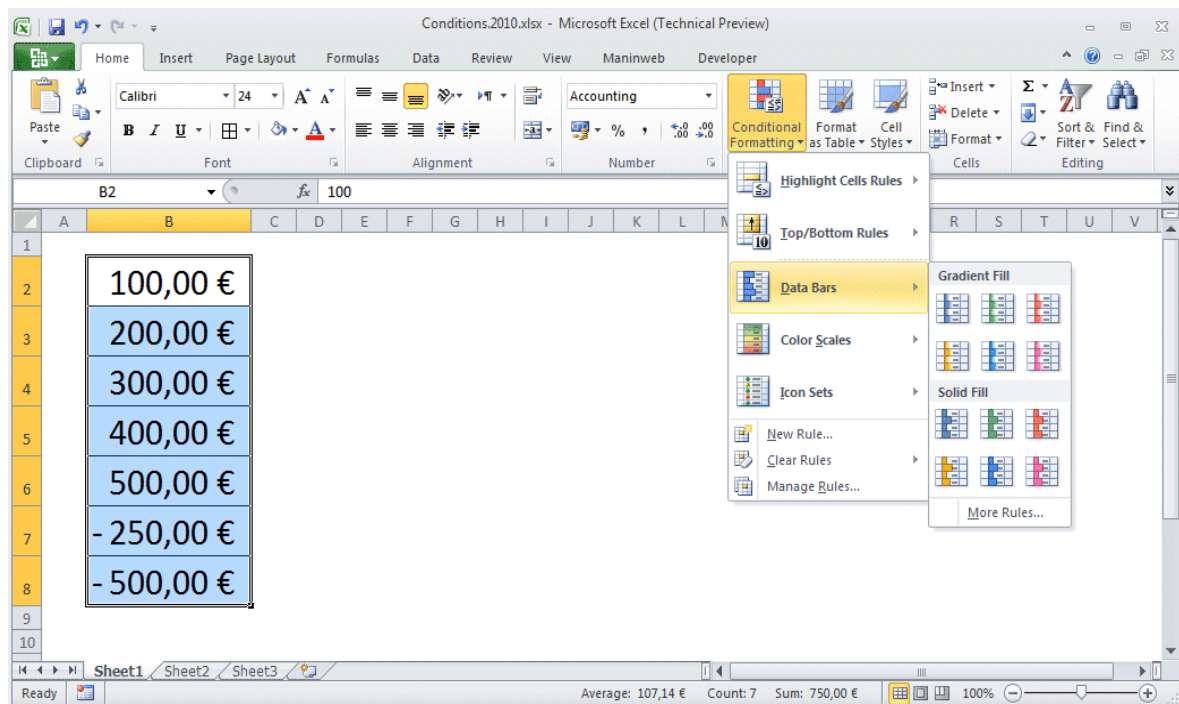 Conditions.2010.xlsx - Microsoft Excel (Technical Preview)
Home Insert Page Layout Formulas Data Review View Maninweb Developer
Paste
Clipboard
Calibri 24
B I U
Font
Alignment
Accounting
% , ,0 ,00 ,00 ,0
Number
Conditional Formatting
Format as Table
Cell Styles
Insert
Delete
Format
Cells
Σ
Sort & Filter
Find & Select
Editing
B2 fx 100
A B C D E F G H I J K L R S T U V
1
2 100,00 €
3 200,00 €
4 300,00 €
5 400,00 €
6 500,00 €
7 - 250,00 €
8 - 500,00 €
9
10
Highlight Cells Rules
Top/Bottom Rules
Data Bars
Color Scales
Icon Sets
New Rule...
Clear Rules
Manage Rules...
Gradient Fill
Solid Fill
More Rules...
Sheet1 Sheet2 Sheet3
Ready Average: 107,14 € Count: 7 Sum: 750,00 € 100%